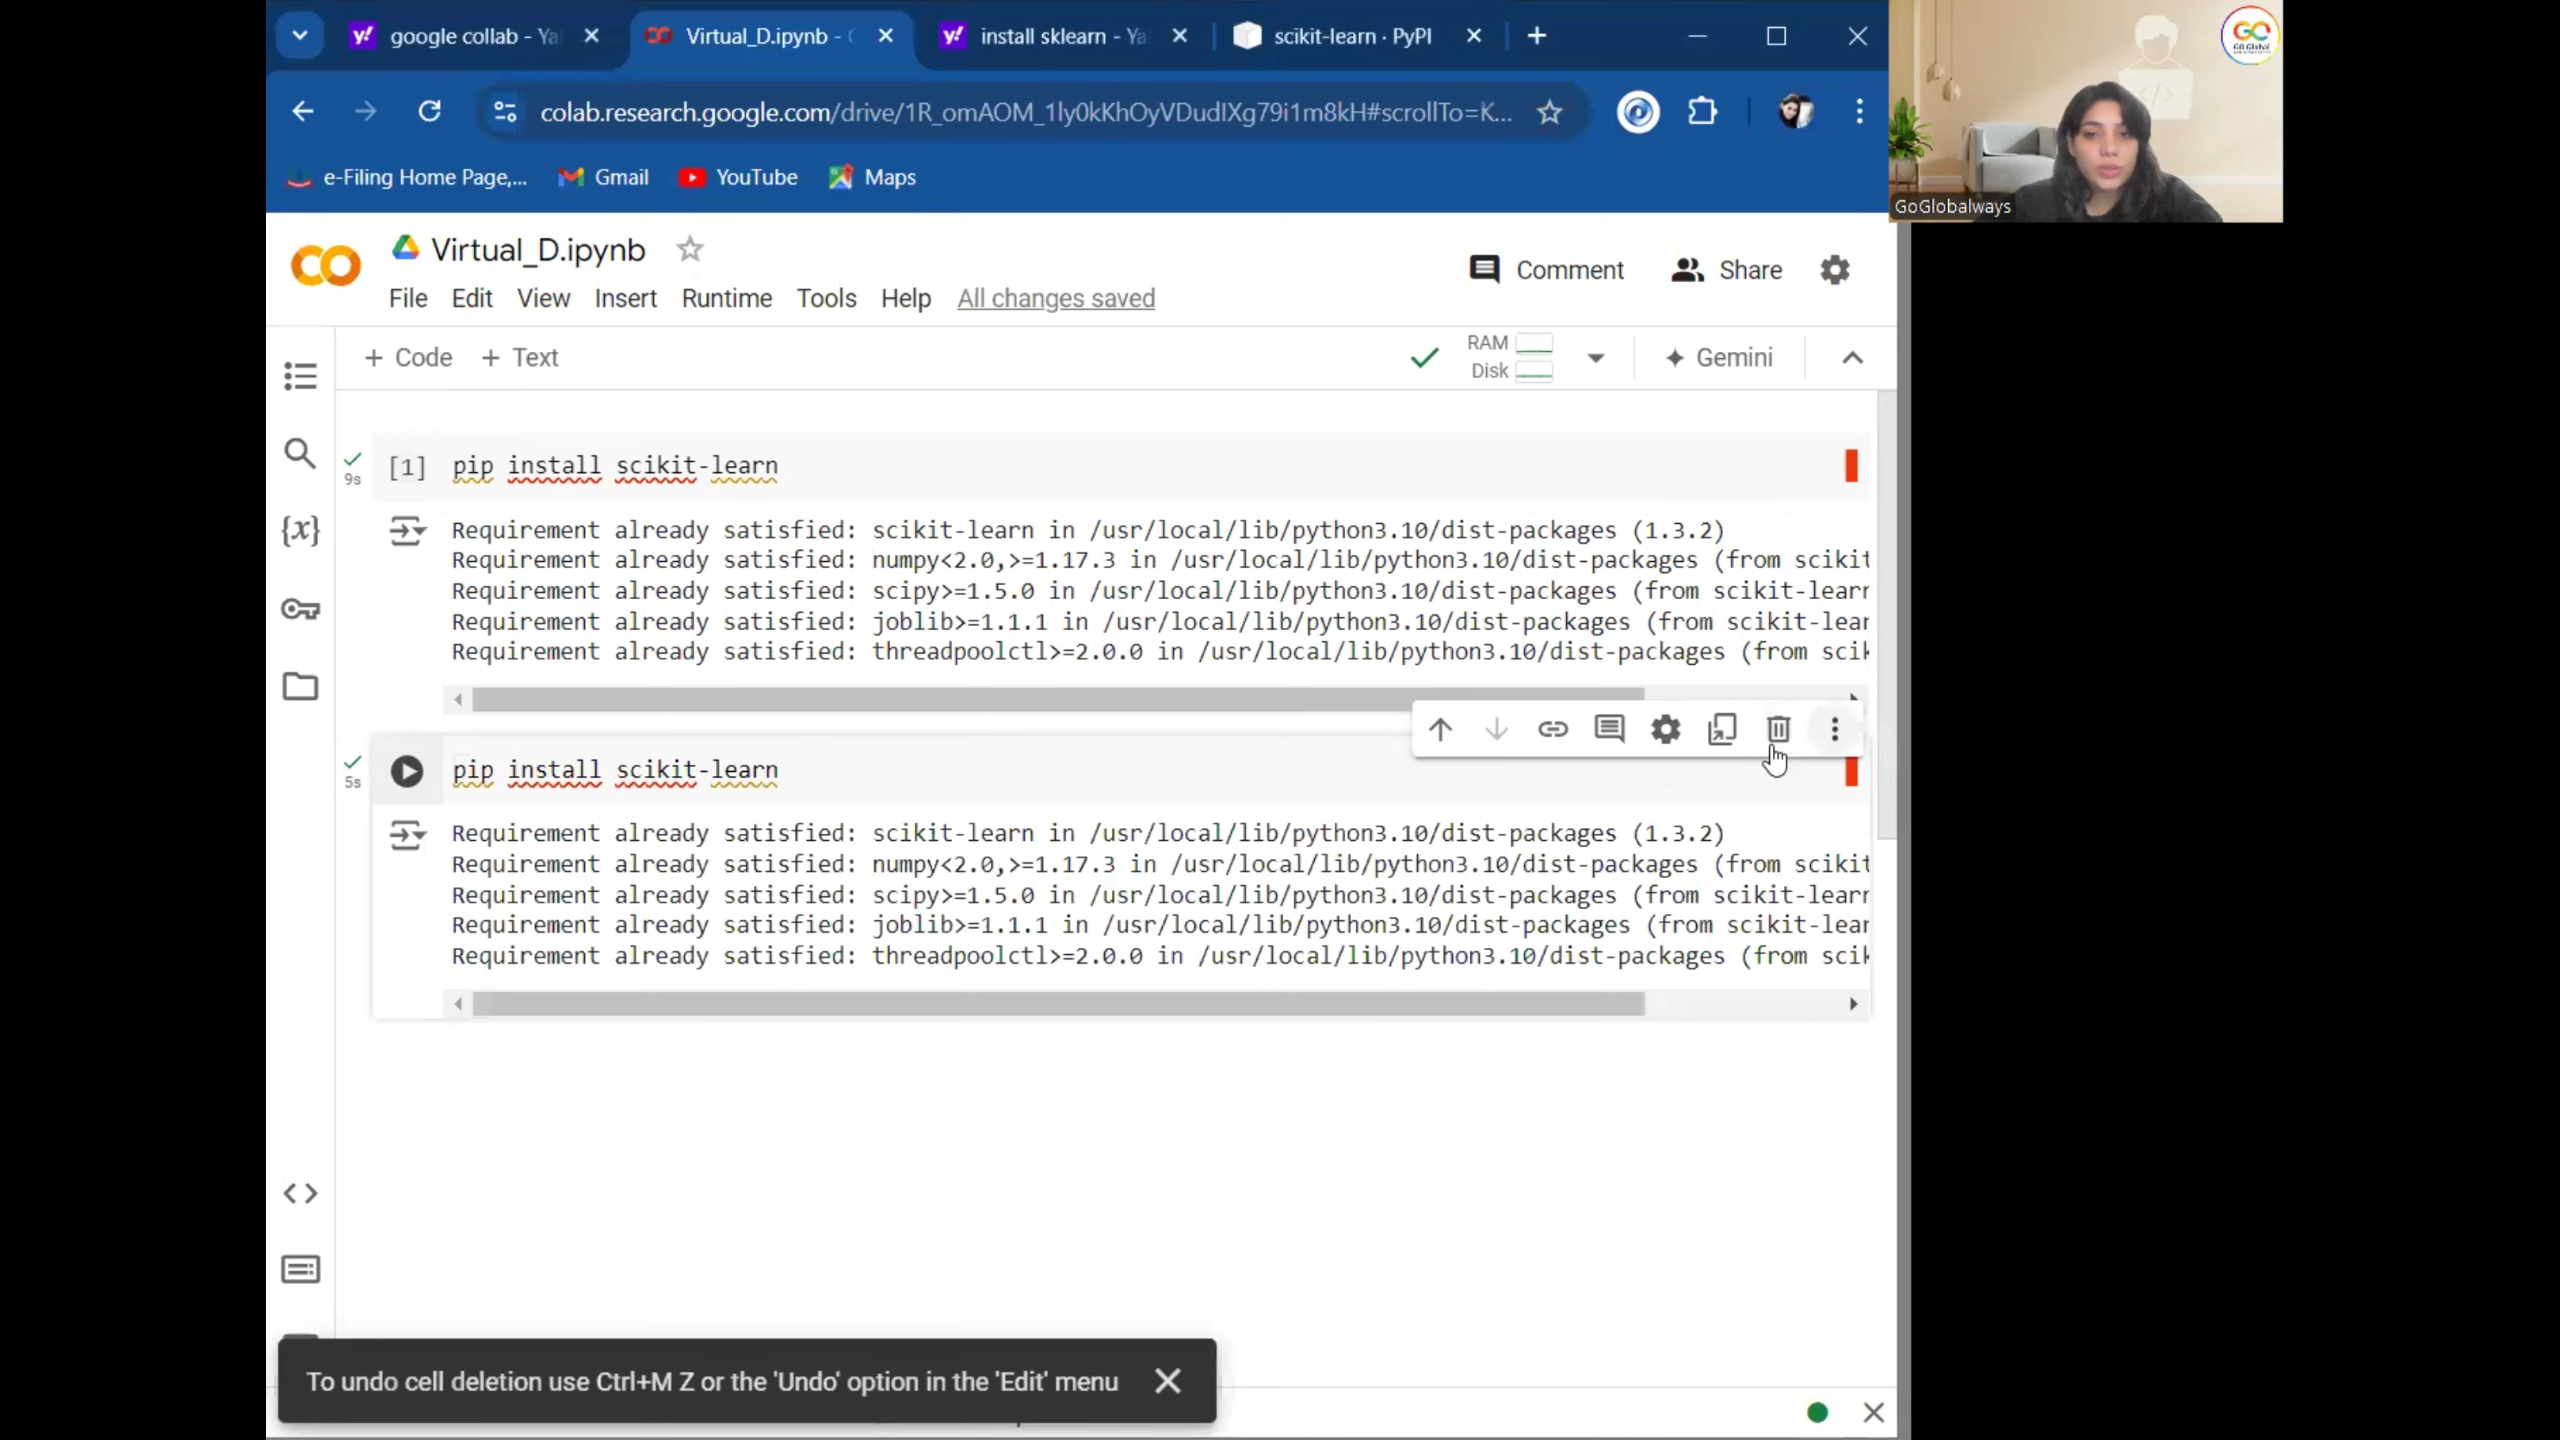 google collab - Ya
Virtual_D.ipynb -
install sklearn - Ya
scikit-learn · PyPI
colab.research.google.com/drive/1R_omAOM_1ly0kKhOyVDudIXg79i1m8kH#scrollTo=K...
e-Filing Home Page,...
Gmail
YouTube
Maps
GO Global
GoGlobalways
CO
Virtual_D.ipynb
Comment
Share
File Edit View Insert Runtime Tools Help All changes saved
+ Code + Text
RAM
Disk
Gemini
[1] pip install scikit-learn
9s
Requirement already satisfied: scikit-learn in /usr/local/lib/python3.10/dist-packages (1.3.2)
Requirement already satisfied: numpy<2.0,>=1.17.3 in /usr/local/lib/python3.10/dist-packages (from scikit
Requirement already satisfied: scipy>=1.5.0 in /usr/local/lib/python3.10/dist-packages (from scikit-learn
Requirement already satisfied: joblib>=1.1.1 in /usr/local/lib/python3.10/dist-packages (from scikit-lear
Requirement already satisfied: threadpoolctl>=2.0.0 in /usr/local/lib/python3.10/dist-packages (from scik
pip install scikit-learn
5s
Requirement already satisfied: scikit-learn in /usr/local/lib/python3.10/dist-packages (1.3.2)
Requirement already satisfied: numpy<2.0,>=1.17.3 in /usr/local/lib/python3.10/dist-packages (from scikit
Requirement already satisfied: scipy>=1.5.0 in /usr/local/lib/python3.10/dist-packages (from scikit-learn
Requirement already satisfied: joblib>=1.1.1 in /usr/local/lib/python3.10/dist-packages (from scikit-lear
Requirement already satisfied: threadpoolctl>=2.0.0 in /usr/local/lib/python3.10/dist-packages (from scik
To undo cell deletion use Ctrl+M Z or the 'Undo' option in the 'Edit' menu